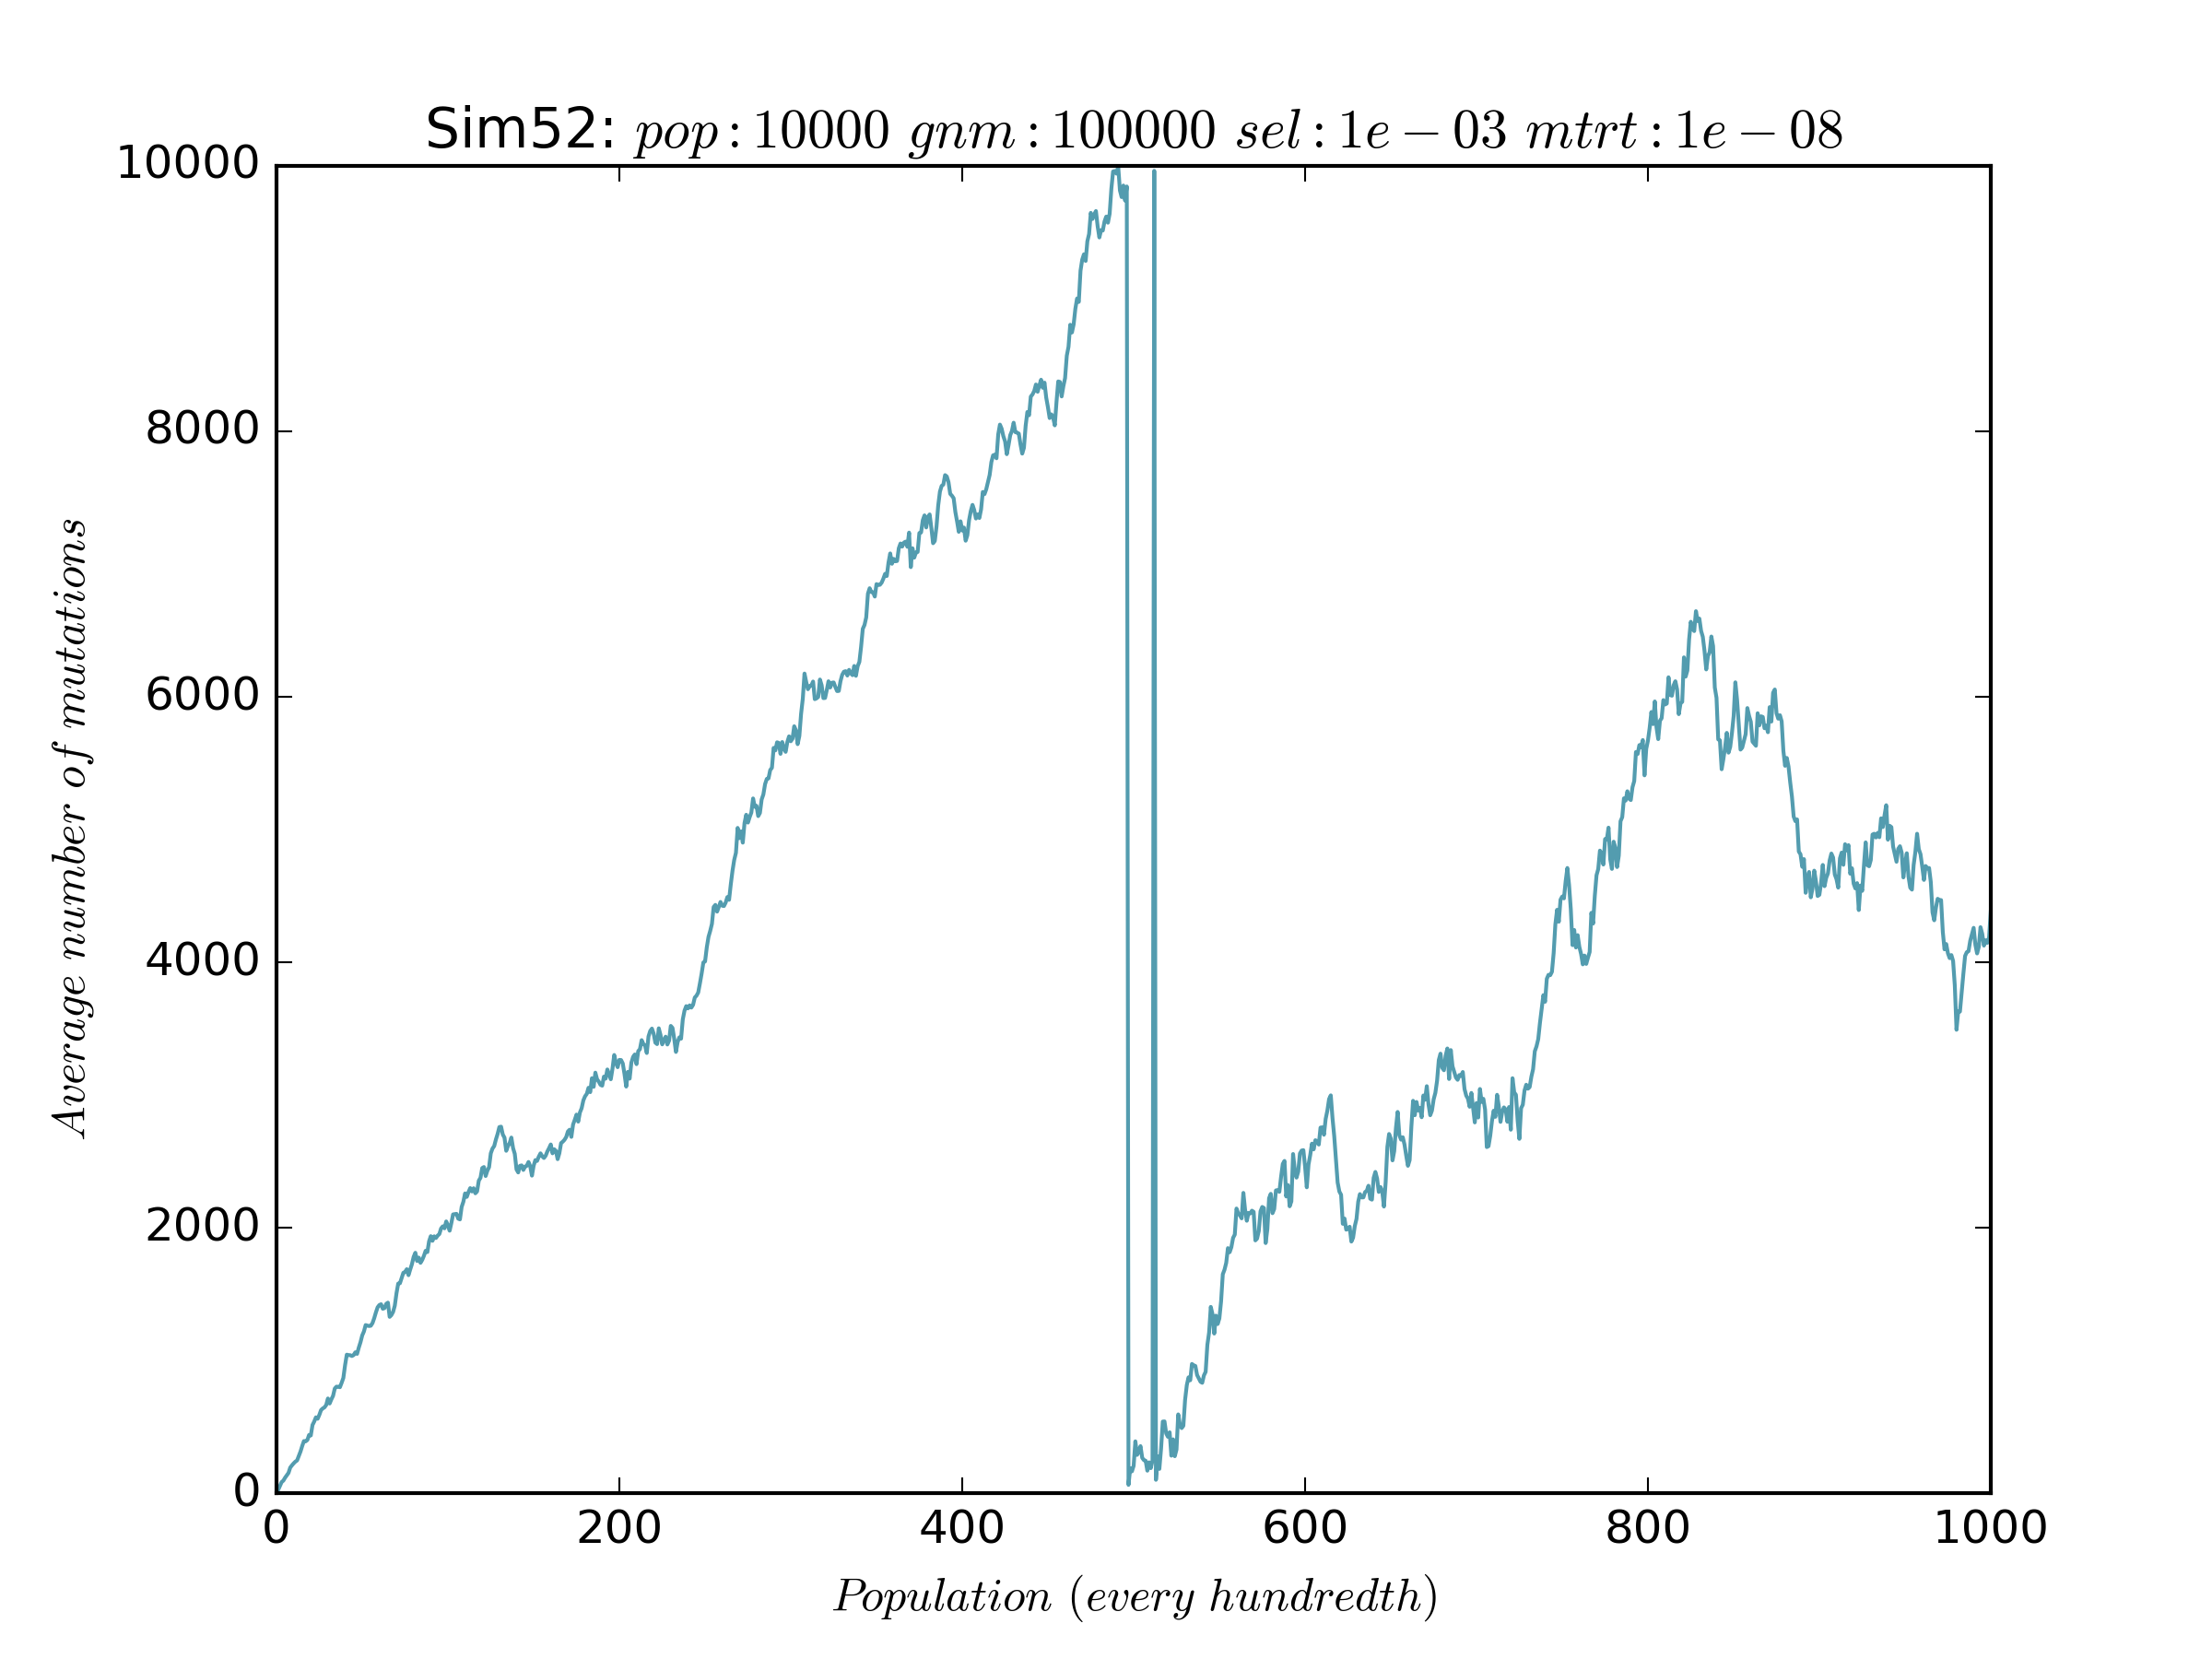 Sim52: pop : 10000 gnm : 100000 sel : 1e − 03 mtrt : 1e − 08
Average number of mutations
10000
8000
6000
4000
2000
0
0 200 400 600 800 1000
Population (every hundredth)